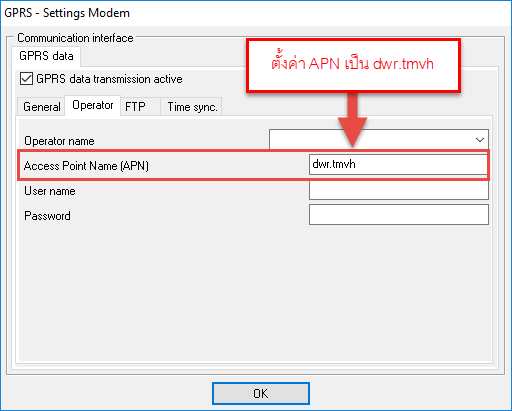 GPRS - Settings Modem
Communication interface
GPRS data
ตั้งค่า APN เป็น dwr.tmvh
GPRS data transmission active
General Operator FTP Time sync.
Operator name
Access Point Name (APN) dwr.tmvh
User name
Password
OK